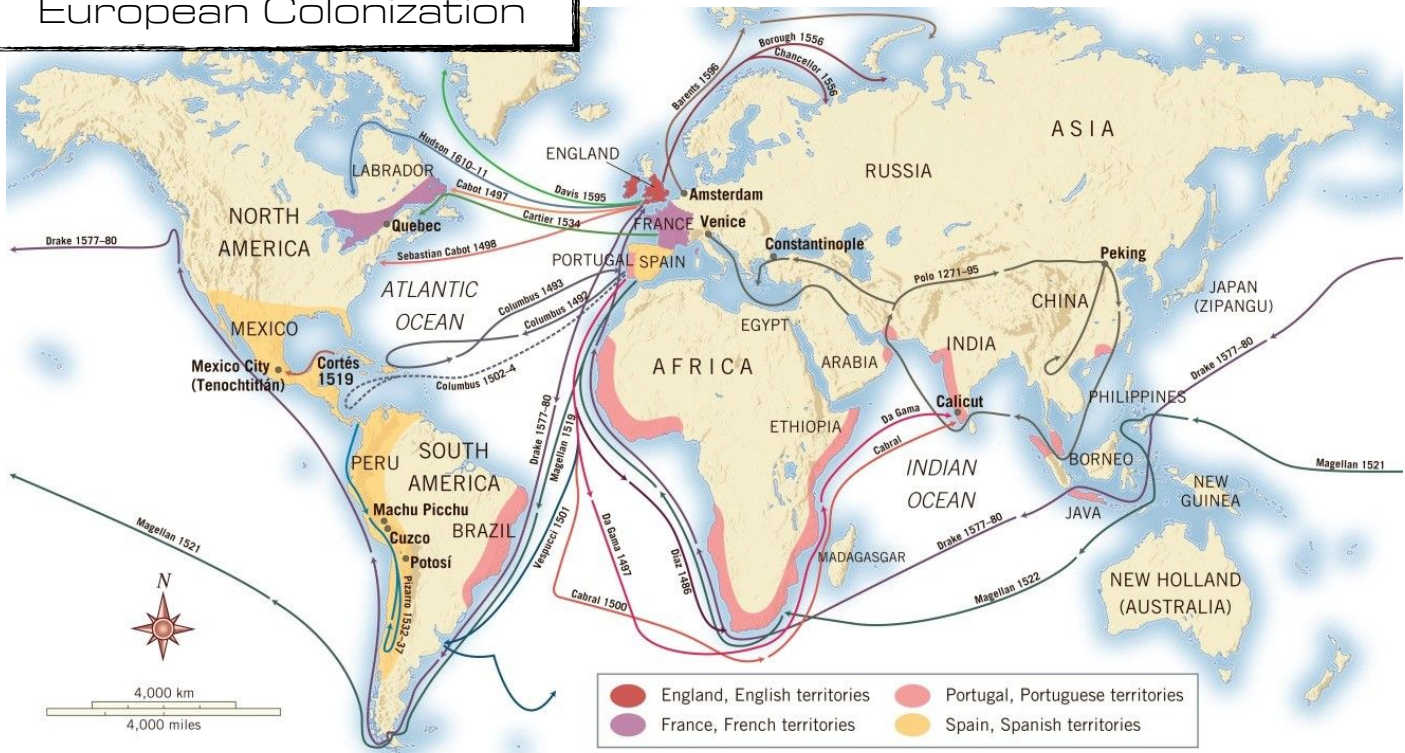 European Colonization
Borough 1556
Chancellor 1556
Barents 1596
ASIA
Hudson 1610–11
ENGLAND
LABRADOR
RUSSIA
Davis 1595
Amsterdam
Cabot 1497
NORTH
AMERICA
Quebec
Cartier 1534
FRANCE
Venice
Drake 1577–80
Constantinople
Sebastian Cabot 1498
PORTUGAL
SPAIN
Peking
Polo 1271–95
ATLANTIC
OCEAN
Columbus 1493
Columbus 1492
CHINA
JAPAN
(ZIPANGU)
MEXICO
EGYPT
INDIA
Mexico City
(Tenochtitlán)
Cortés
1519
AFRICA
ARABIA
Drake 1577–80
Columbus 1502–4
PHILIPPINES
Calicut
Drake 1577–80
Magellan 1519
ETHIOPIA
Da Gama
Cabral
SOUTH
AMERICA
PERU
INDIAN
OCEAN
BORNEO
Magellan 1521
NEW
GUINEA
Machu Picchu
BRAZIL
JAVA
Cuzco
Potosí
Magellan 1521
Vespucci 1501
Da Gama 1497
Diaz 1486
MADAGASGAR
Drake 1577–80
Pizarro 1532–37
Cabral 1500
Magellan 1522
NEW HOLLAND
(AUSTRALIA)
N
4,000 km
4,000 miles
England, English territories
France, French territories
Portugal, Portuguese territories
Spain, Spanish territories